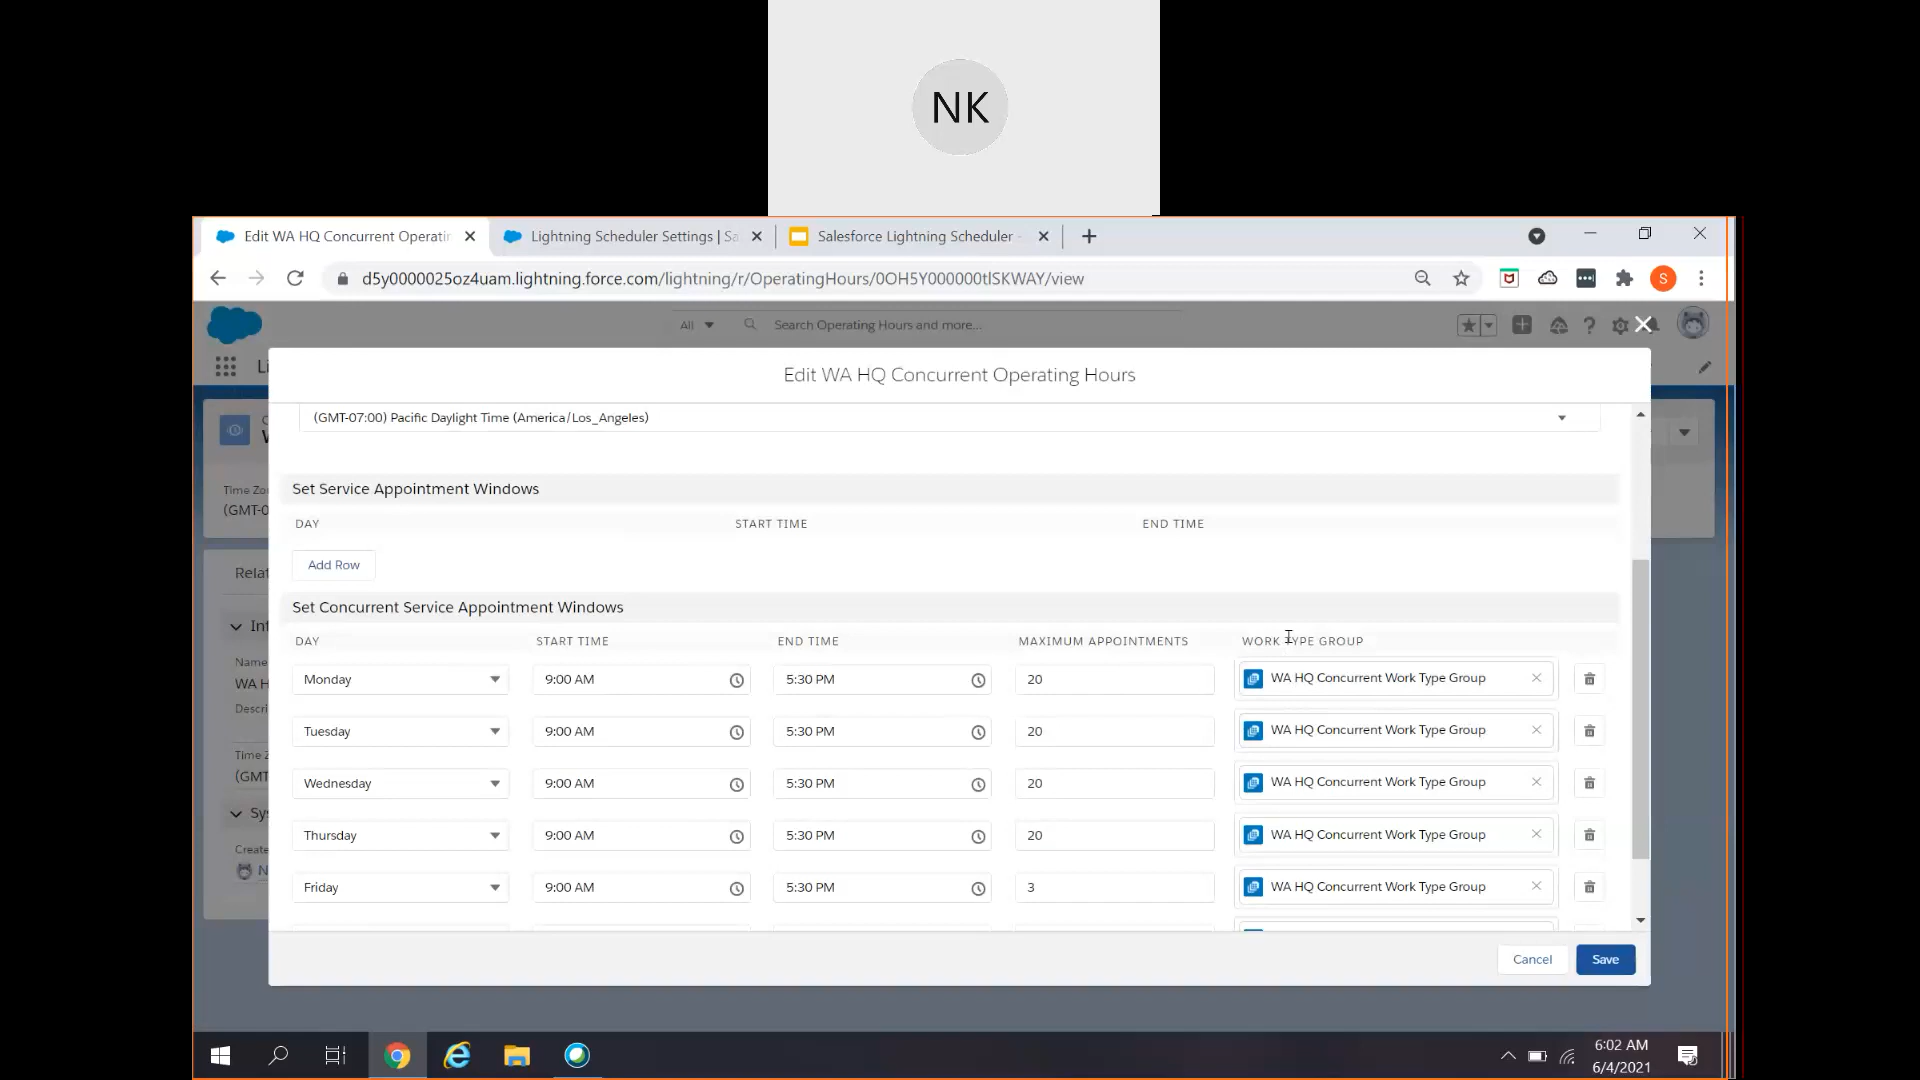 NK
Edit WA HQ Concurrent Operatin
Lightning Scheduler Settings | Sa
Salesforce Lightning Scheduler -
d5y0000025oz4uam.lightning.force.com/lightning/r/OperatingHours/0OH5Y000000tlSKWAY/view
S
All
Search Operating Hours and more...
Li
Edit WA HQ Concurrent Operating Hours
(GMT-07:00) Pacific Daylight Time (America/Los_Angeles)
Time Zo
(GMT-0
Set Service Appointment Windows
DAY START TIME END TIME
Add Row
Relat
Set Concurrent Service Appointment Windows
Inf
DAY START TIME END TIME MAXIMUM APPOINTMENTS WORK TYPE GROUP
Name
WA H
Monday 9:00 AM 5:30 PM 20 WA HQ Concurrent Work Type Group
Descri
Tuesday 9:00 AM 5:30 PM 20 WA HQ Concurrent Work Type Group
Time Z
(GMT
Wednesday 9:00 AM 5:30 PM 20 WA HQ Concurrent Work Type Group
Sys
Thursday 9:00 AM 5:30 PM 20 WA HQ Concurrent Work Type Group
Create
N
Friday 9:00 AM 5:30 PM 3 WA HQ Concurrent Work Type Group
Cancel
Save
6:02 AM
6/4/2021